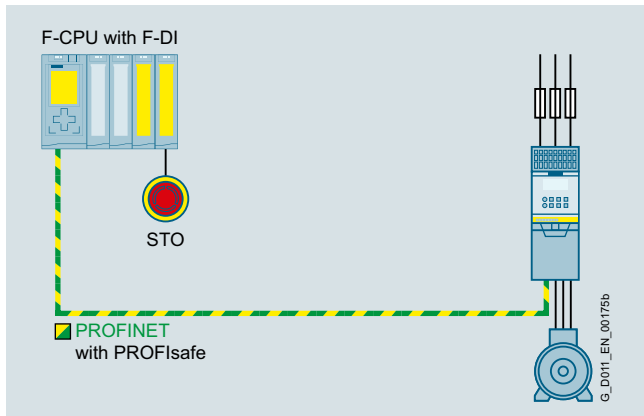 F-CPU with F-DI
STO
PROFINET
with PROFIsafe
G_D011_EN_00175b